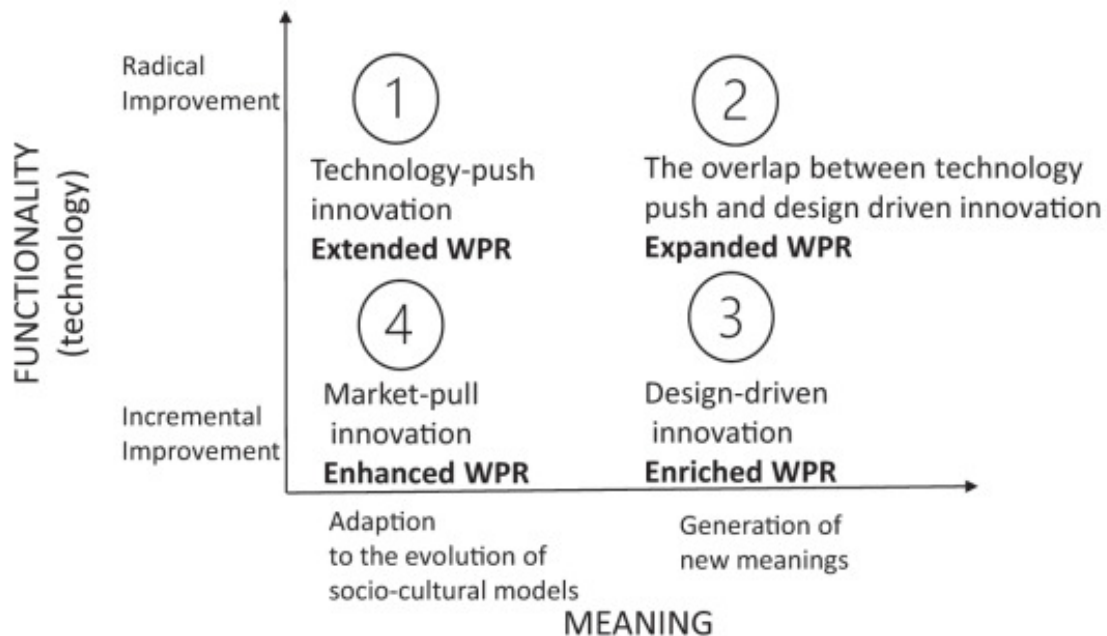 FUNCTIONALITY
(technology)
Radical
Improvement
1
Technology-push
innovation
Extended WPR
2
The overlap between technology
push and design driven innovation
Expanded WPR
4
Market-pull
innovation
Enhanced WPR
3
Design-driven
innovation
Enriched WPR
Incremental
Improvement
Adaption
to the evolution of
socio-cultural models
Generation of
new meanings
MEANING